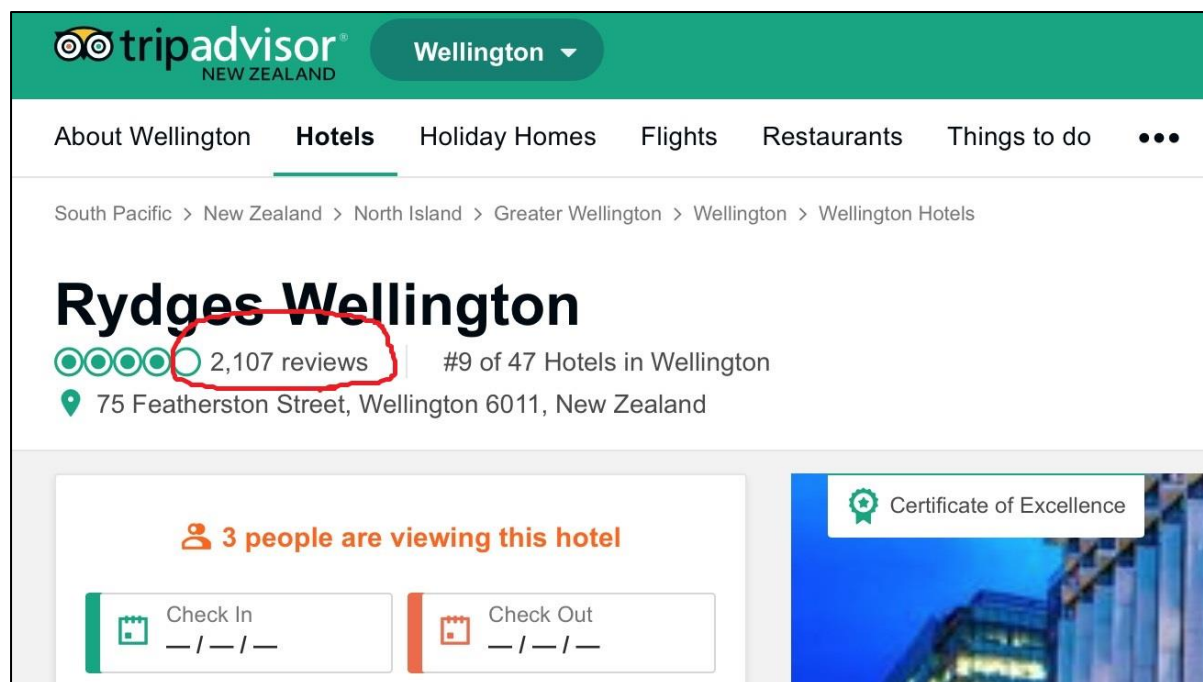 tripadvisor®
NEW ZEALAND
Wellington
About Wellington Hotels Holiday Homes Flights Restaurants Things to do •••
South Pacific > New Zealand > North Island > Greater Wellington > Wellington > Wellington Hotels
Rydges Wellington
2,107 reviews #9 of 47 Hotels in Wellington
75 Featherston Street, Wellington 6011, New Zealand
Certificate of Excellence
3 people are viewing this hotel
Check In Check Out
—/—/— —/—/—